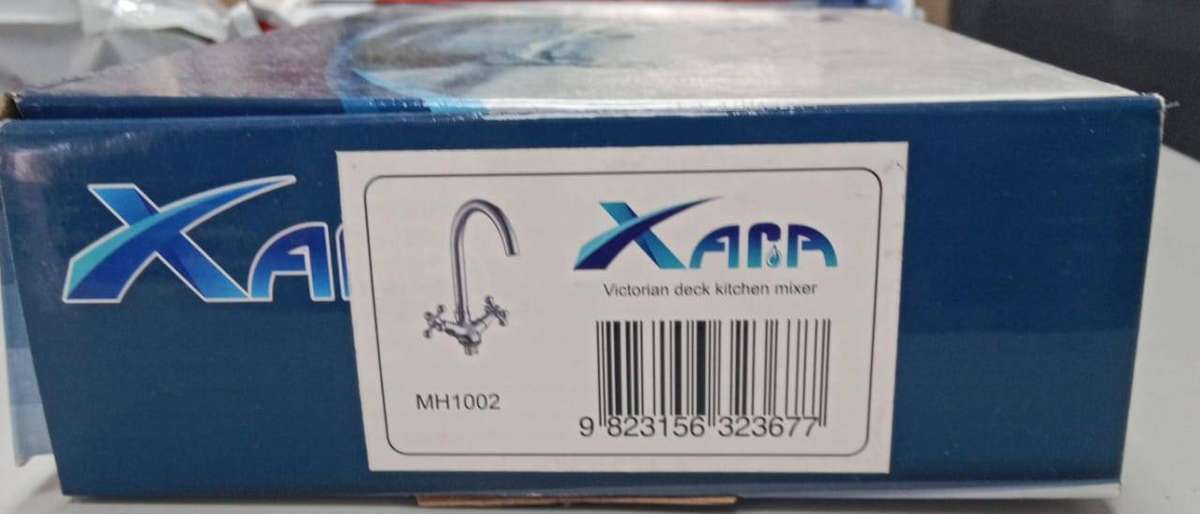 XARA
Victorian deck kitchen mixer
MH1002
9 823156 323677